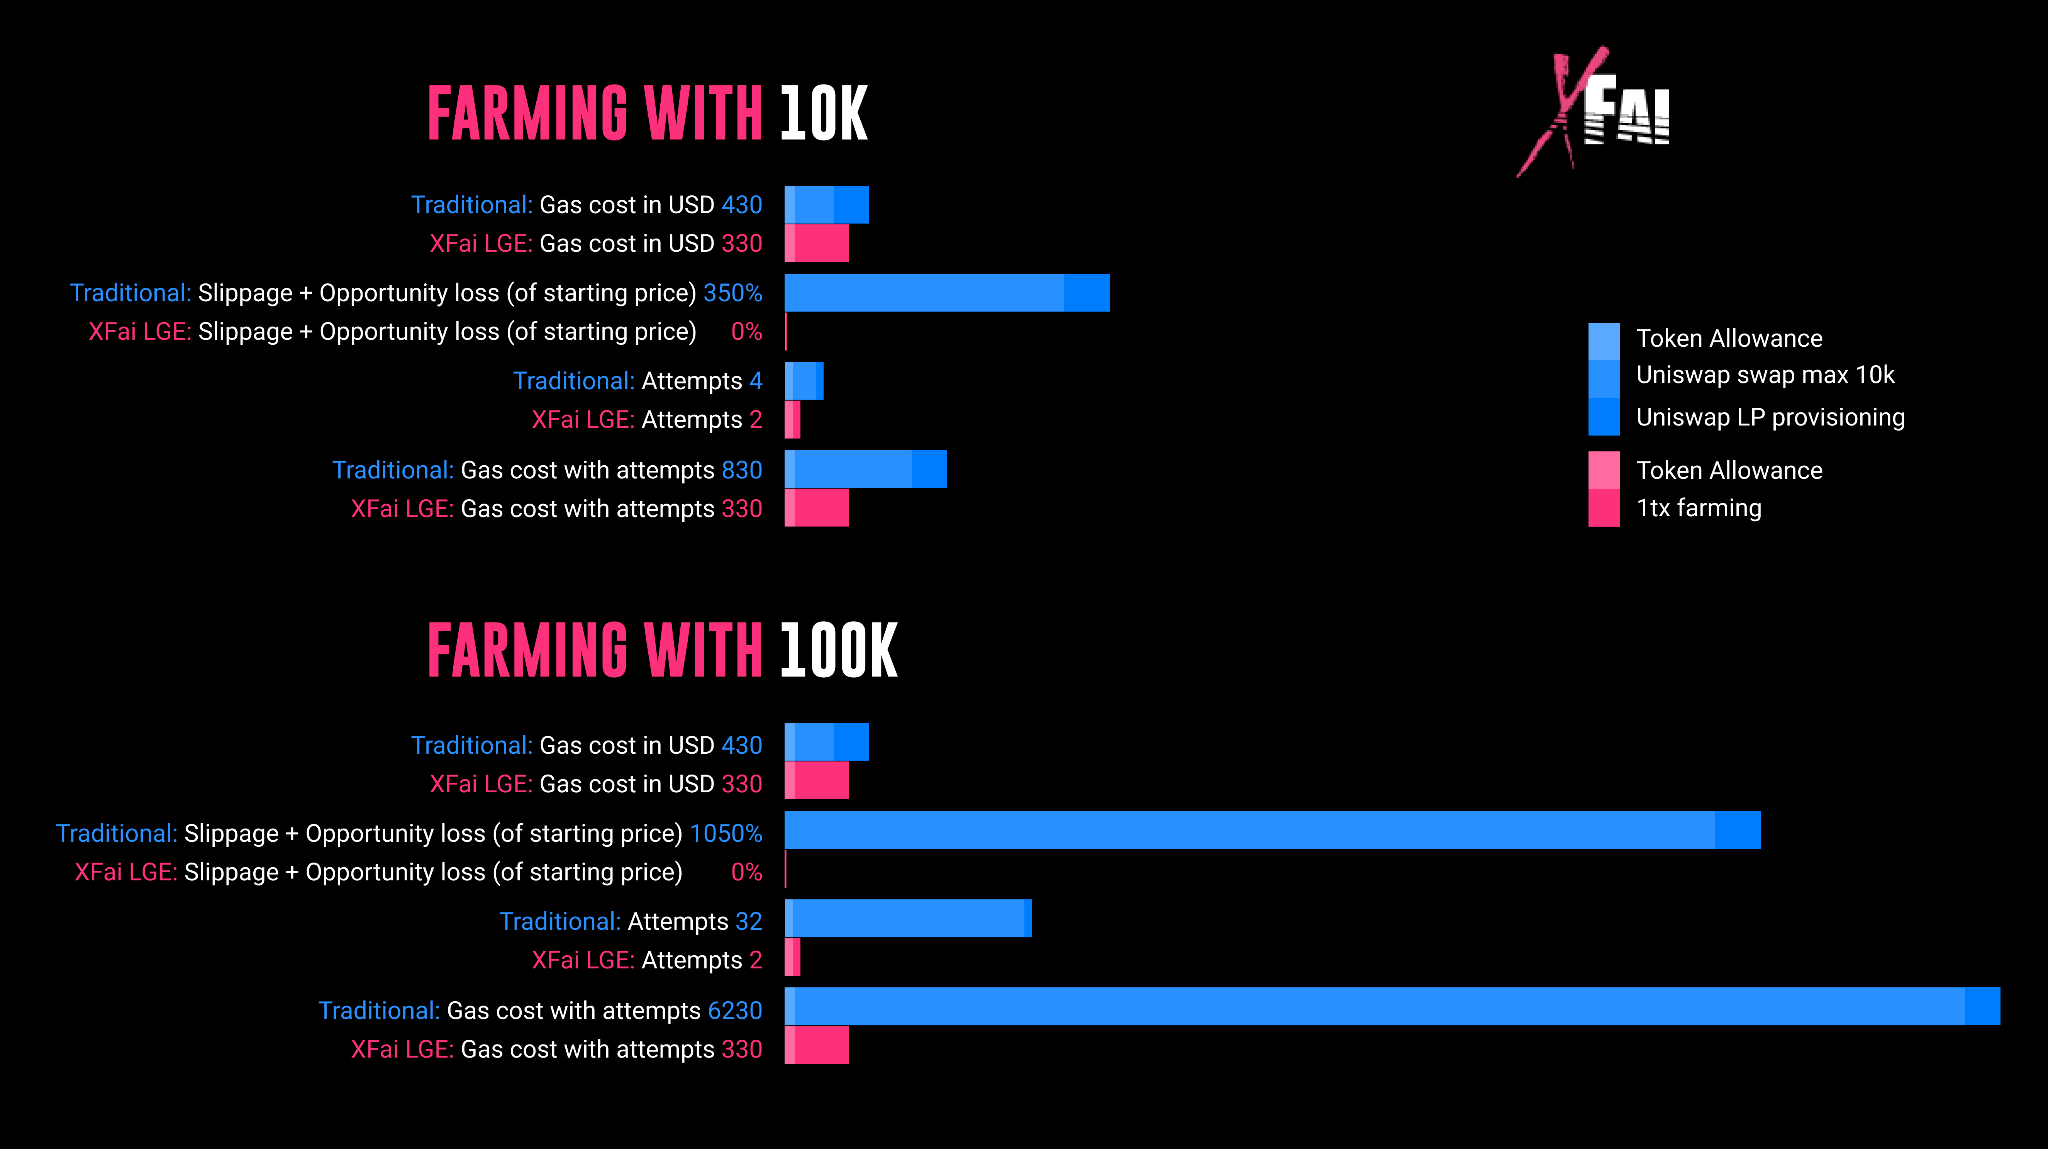 FARMING WITH 10K
XFAI
Traditional: Gas cost in USD 430
XFai LGE: Gas cost in USD 330
Traditional: Slippage + Opportunity loss (of starting price) 350%
XFai LGE: Slippage + Opportunity loss (of starting price) 0%
Traditional: Attempts 4
XFai LGE: Attempts 2
Traditional: Gas cost with attempts 830
XFai LGE: Gas cost with attempts 330
Token Allowance
Uniswap swap max 10k
Uniswap LP provisioning
Token Allowance
1tx farming
FARMING WITH 100K
Traditional: Gas cost in USD 430
XFai LGE: Gas cost in USD 330
Traditional: Slippage + Opportunity loss (of starting price) 1050%
XFai LGE: Slippage + Opportunity loss (of starting price) 0%
Traditional: Attempts 32
XFai LGE: Attempts 2
Traditional: Gas cost with attempts 6230
XFai LGE: Gas cost with attempts 330